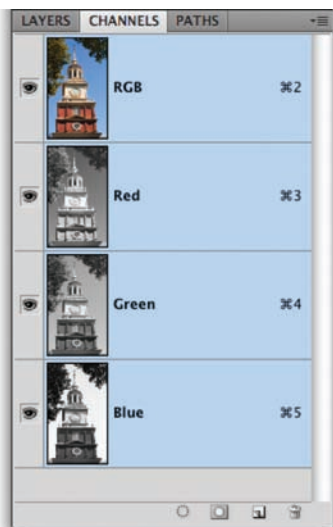 LAYERS CHANNELS PATHS
RGB ⌘2
Red ⌘3
Green ⌘4
Blue ⌘5